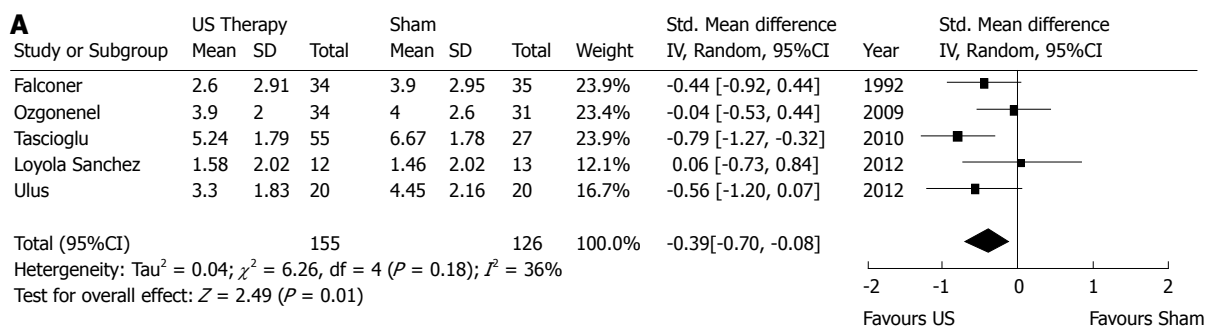 A
US Therapy Sham Std. Mean difference Std. Mean difference
Study or Subgroup Mean SD Total Mean SD Total Weight IV, Random, 95%CI Year IV, Random, 95%CI
Falconer 2.6 2.91 34 3.9 2.95 35 23.9% -0.44 [-0.92, 0.44] 1992
Ozgonenel 3.9 2 34 4 2.6 31 23.4% -0.04 [-0.53, 0.44] 2009
Tascioglu 5.24 1.79 55 6.67 1.78 27 23.9% -0.79 [-1.27, -0.32] 2010
Loyola Sanchez 1.58 2.02 12 1.46 2.02 13 12.1% 0.06 [-0.73, 0.84] 2012
Ulus 3.3 1.83 20 4.45 2.16 20 16.7% -0.56 [-1.20, 0.07] 2012
Total (95%CI) 155 126 100.0% -0.39[-0.70, -0.08]
Hetergeneity: Tau² = 0.04; χ² = 6.26, df = 4 (P = 0.18); I² = 36%
Test for overall effect: Z = 2.49 (P = 0.01)
-2 -1 0 1 2
Favours US Favours Sham